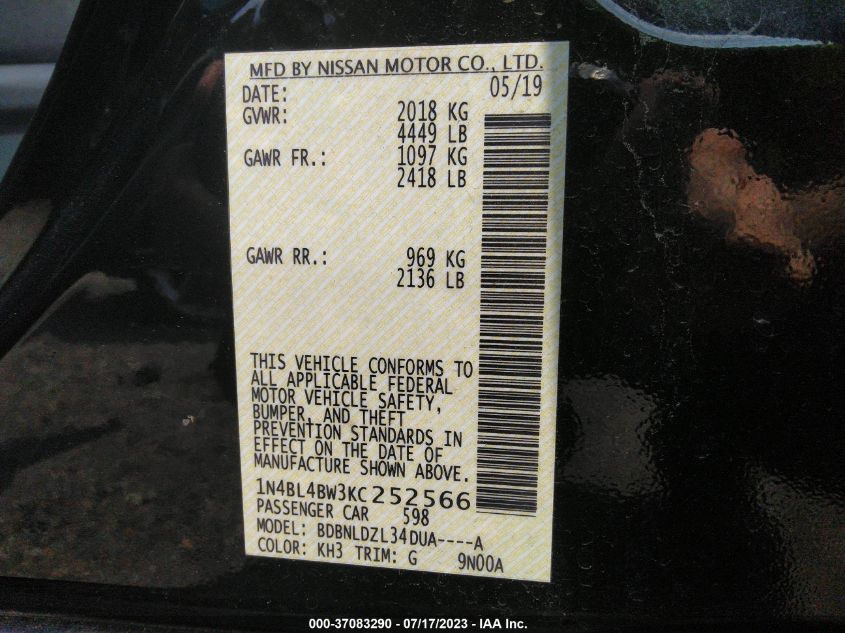 MFD BY NISSAN MOTOR CO., LTD.
DATE: 05/19
GVWR: 2018 KG
4449 LB
GAWR FR.: 1097 KG
2418 LB
GAWR RR.: 969 KG
2136 LB
THIS VEHICLE CONFORMS TO
ALL APPLICABLE FEDERAL
MOTOR VEHICLE SAFETY,
BUMPER, AND THEFT
PREVENTION STANDARDS IN
EFFECT ON THE DATE OF
MANUFACTURE SHOWN ABOVE.
1N4BL4BW3KC252566
PASSENGER CAR 598
MODEL: BDBNLDZL34DUA----A
COLOR: KH3 TRIM: G 9N00A
000-37083290 - 07/17/2023 - IAA Inc.